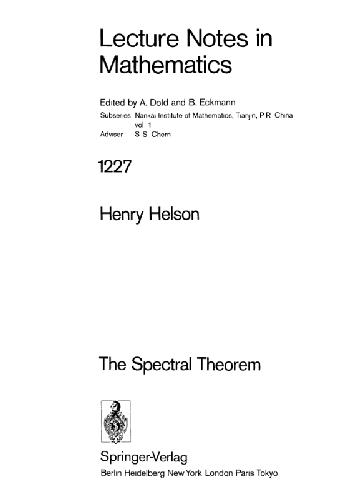 Lecture Notes in
Mathematics
Edited by A. Dold and B. Eckmann
Subseries: Nankai Institute of Mathematics, Tianjin, P.R. China
vol. 1
Adviser: S.S. Chern
1227
Henry Helson
The Spectral Theorem
Springer-Verlag
Berlin Heidelberg New York London Paris Tokyo